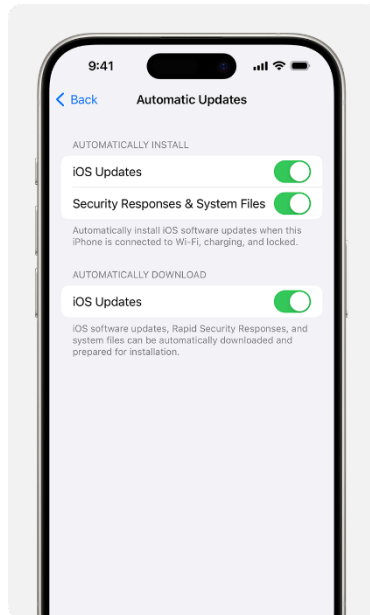 9:41
Back
Automatic Updates
AUTOMATICALLY INSTALL
iOS Updates
Security Responses & System Files
Automatically install iOS software updates when this
iPhone is connected to Wi-Fi, charging, and locked.
AUTOMATICALLY DOWNLOAD
iOS Updates
iOS software updates, Rapid Security Responses, and
system files can be automatically downloaded and
prepared for installation.